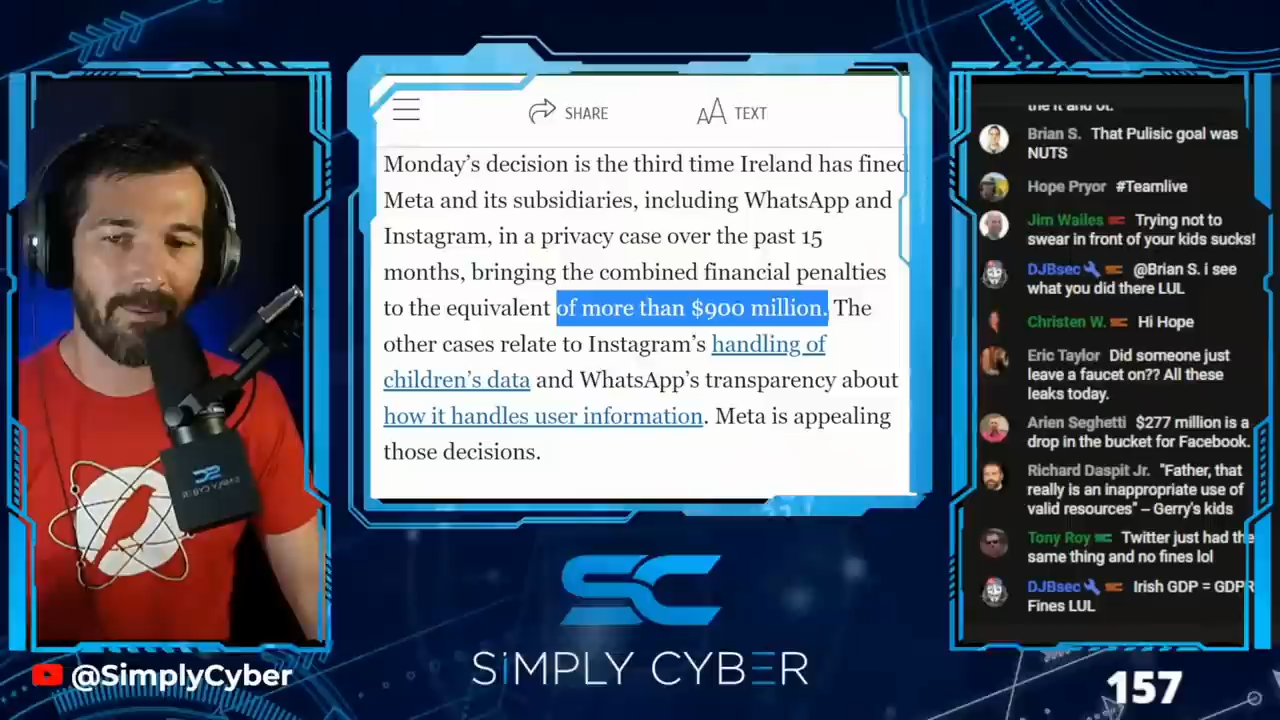 SHARE
TEXT
Monday's decision is the third time Ireland has fined
Meta and its subsidiaries, including WhatsApp and
Instagram, in a privacy case over the past 15
months, bringing the combined financial penalties
to the equivalent of more than $900 million. The
other cases relate to Instagram's handling of
children's data and WhatsApp's transparency about
how it handles user information. Meta is appealing
those decisions.
SC
SiMPLY CYBER
@SimplyCyber
the IT and OT.
Brian S. That Pulisic goal was
NUTS
Hope Pryor #Teamlive
Jim Wailes Trying not to
swear in front of your kids sucks!
DJBsec @Brian S. i see
what you did there LUL
Christen W. Hi Hope
Eric Taylor Did someone just
leave a faucet on?? All these
leaks today.
Arien Seghetti $277 million is a
drop in the bucket for Facebook.
Richard Daspit Jr. "Father, that
really is an inappropriate use of
valid resources" – Gerry's kids
Tony Roy Twitter just had the
same thing and no fines lol
DJBsec Irish GDP = GDPR
Fines LUL
157